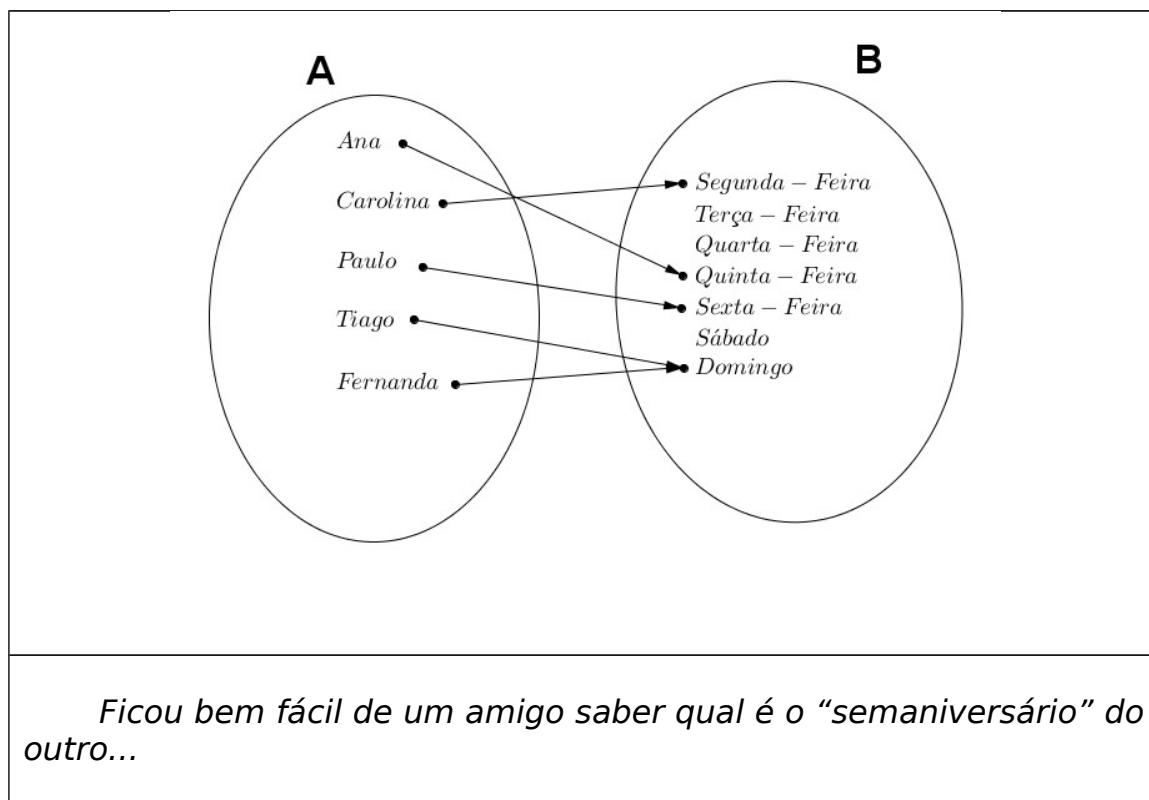 A
B
Ana
Carolina
Paulo
Tiago
Fernanda
Segunda – Feira
Terça – Feira
Quarta – Feira
Quinta – Feira
Sexta – Feira
Sábado
Domingo
Ficou bem fácil de um amigo saber qual é o “semaniversário” do
outro...